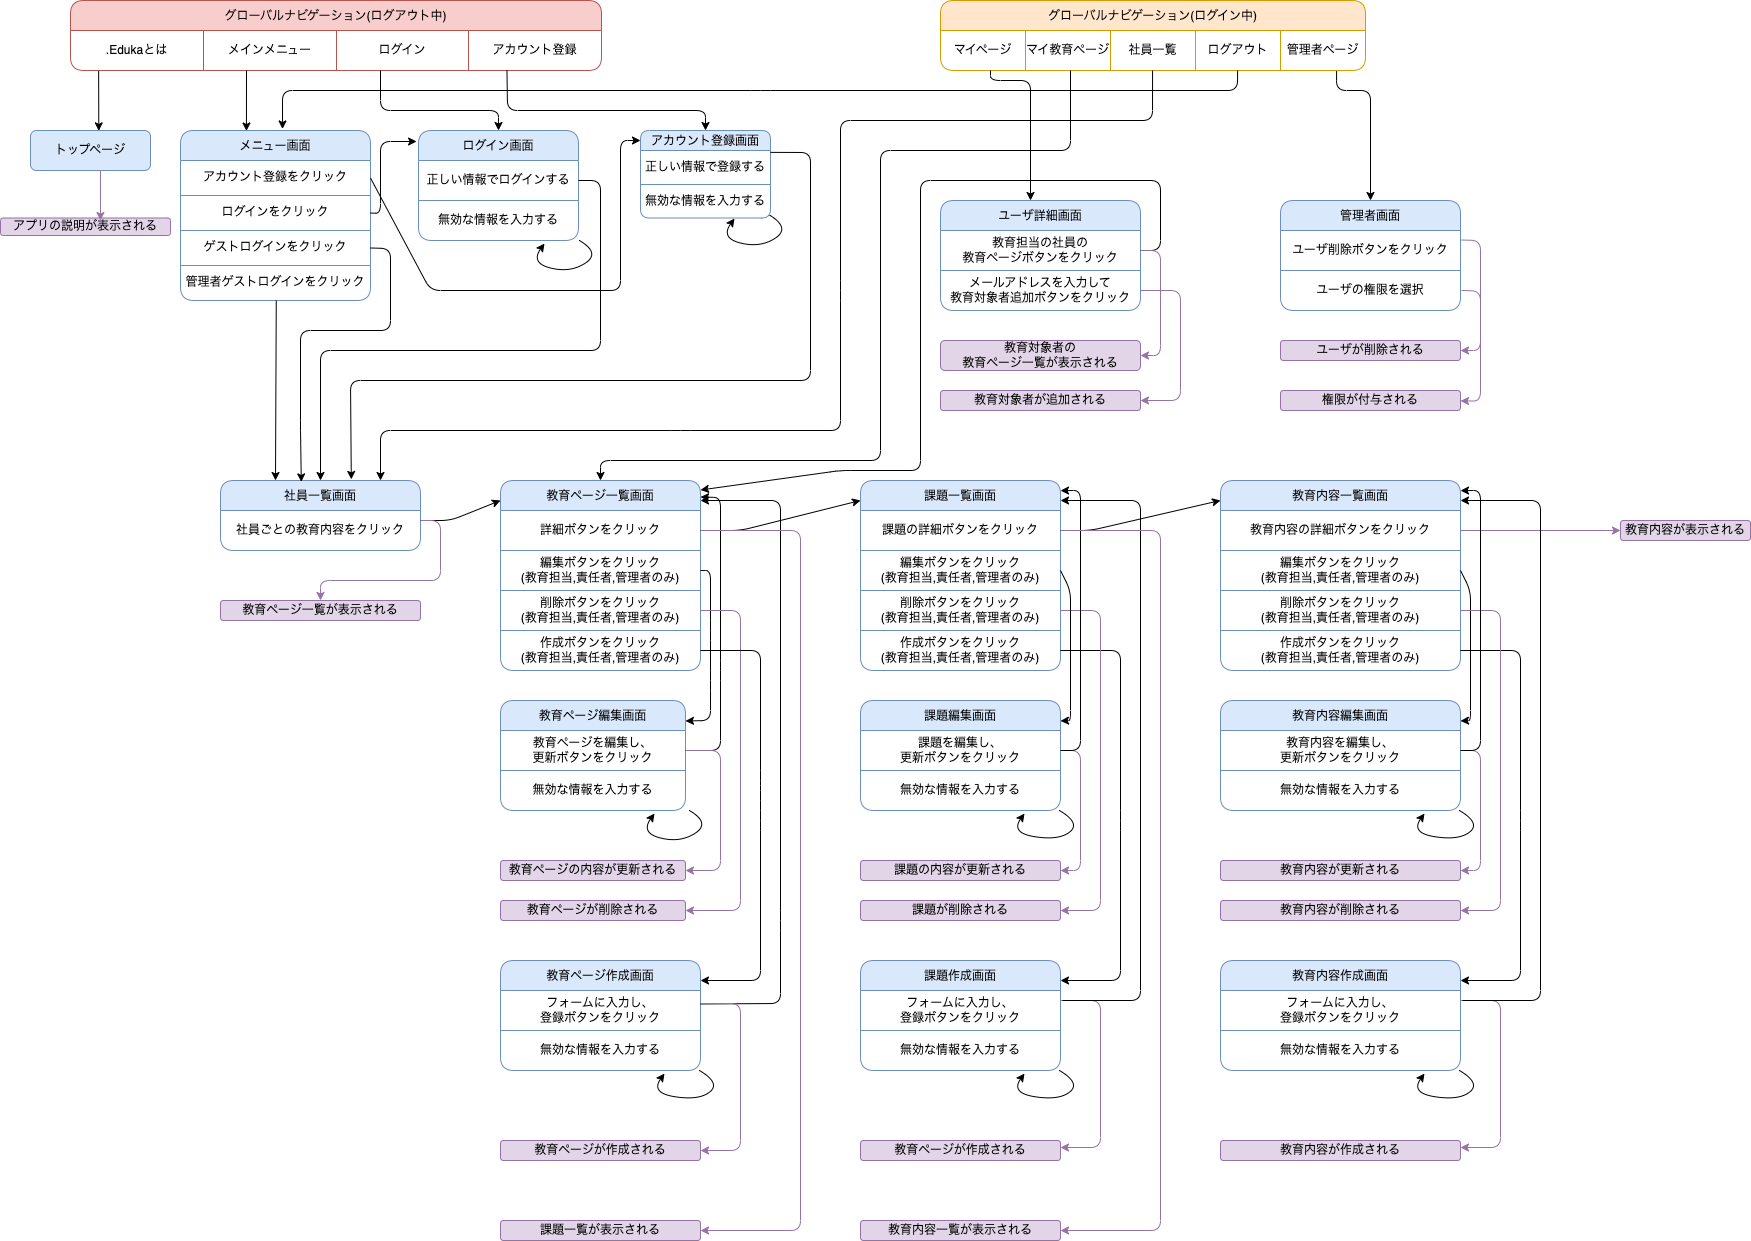 グローバルナビゲーション(ログアウト中)
.Edukaとは
メインメニュー
ログイン
アカウント登録
グローバルナビゲーション(ログイン中)
マイページ
マイ教育ページ
社員一覧
ログアウト
管理者ページ
トップページ
アプリの説明が表示される
メニュー画面
アカウント登録をクリック
ログインをクリック
ゲストログインをクリック
管理者ゲストログインをクリック
ログイン画面
正しい情報でログインする
無効な情報を入力する
アカウント登録画面
正しい情報で登録する
無効な情報を入力する
ユーザ詳細画面
教育担当の社員の
教育ページボタンをクリック
メールアドレスを入力して
教育対象者追加ボタンをクリック
教育対象者の
教育ページ一覧が表示される
教育対象者が追加される
管理者画面
ユーザ削除ボタンをクリック
ユーザの権限を選択
ユーザが削除される
権限が付与される
社員一覧画面
社員ごとの教育内容をクリック
教育ページ一覧が表示される
教育ページ一覧画面
詳細ボタンをクリック
編集ボタンをクリック
(教育担当,責任者,管理者のみ)
削除ボタンをクリック
(教育担当,責任者,管理者のみ)
作成ボタンをクリック
(教育担当,責任者,管理者のみ)
課題一覧画面
課題の詳細ボタンをクリック
編集ボタンをクリック
(教育担当,責任者,管理者のみ)
削除ボタンをクリック
(教育担当,責任者,管理者のみ)
作成ボタンをクリック
(教育担当,責任者,管理者のみ)
教育内容一覧画面
教育内容の詳細ボタンをクリック
編集ボタンをクリック
(教育担当,責任者,管理者のみ)
削除ボタンをクリック
(教育担当,責任者,管理者のみ)
作成ボタンをクリック
(教育担当,責任者,管理者のみ)
教育内容が表示される
教育ページ編集画面
教育ページを編集し、
更新ボタンをクリック
無効な情報を入力する
課題編集画面
課題を編集し、
更新ボタンをクリック
無効な情報を入力する
教育内容編集画面
教育内容を編集し、
更新ボタンをクリック
無効な情報を入力する
教育ページの内容が更新される
課題の内容が更新される
教育内容が更新される
教育ページが削除される
課題が削除される
教育内容が削除される
教育ページ作成画面
フォームに入力し、
登録ボタンをクリック
無効な情報を入力する
課題作成画面
フォームに入力し、
登録ボタンをクリック
無効な情報を入力する
教育内容作成画面
フォームに入力し、
登録ボタンをクリック
無効な情報を入力する
教育ページが作成される
教育ページが作成される
教育内容が作成される
課題一覧が表示される
教育内容一覧が表示される